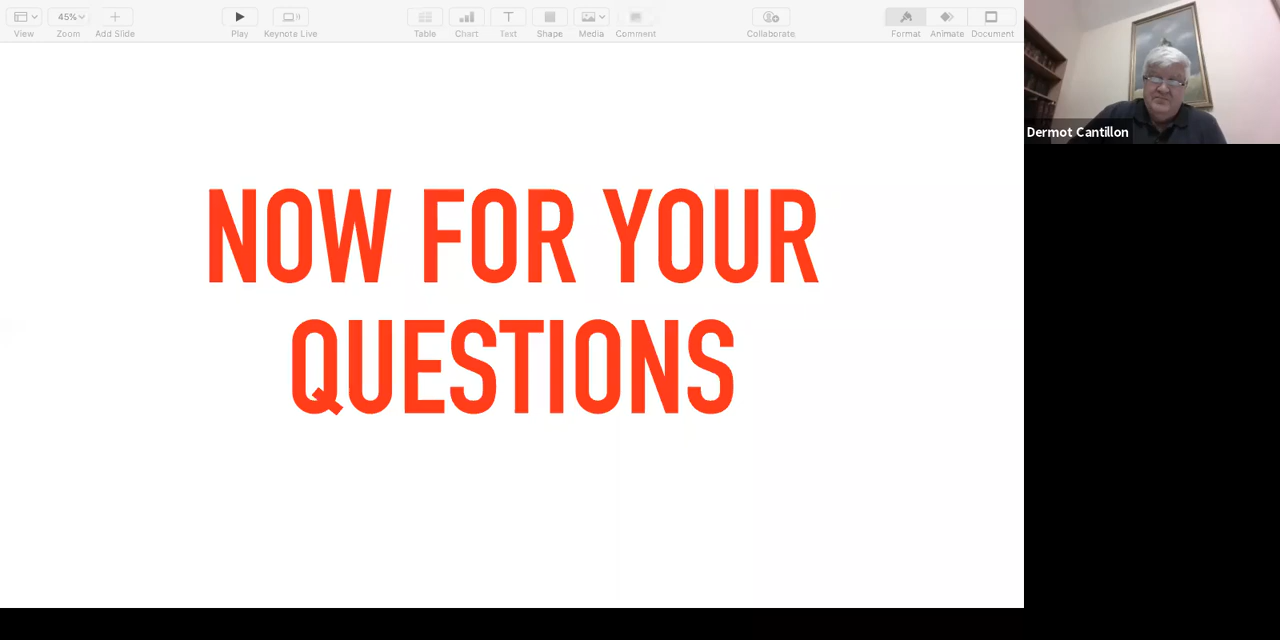 45%
View
Zoom
Add Slide
Play
Keynote Live
Table
Chart
Text
Shape
Media
Comment
Collaborate
Format
Animate
Document
Dermot Cantillon
NOW FOR YOUR
QUESTIONS